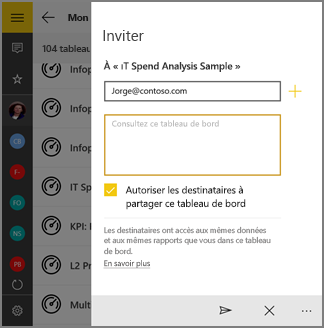 Mon
104 tableau
Infop
Infop
Infop
IT Sp
KPI: F
L2 Pr
Mult
CB
F-
FO
NS
PB
Inviter
À « iT Spend Analysis Sample »
Jorge@contoso.com
Consultez ce tableau de bord
Autoriser les destinataires à
partager ce tableau de bord
Les destinataires ont accès aux mêmes données
et aux mêmes rapports que vous dans ce tableau
de bord.
En savoir plus